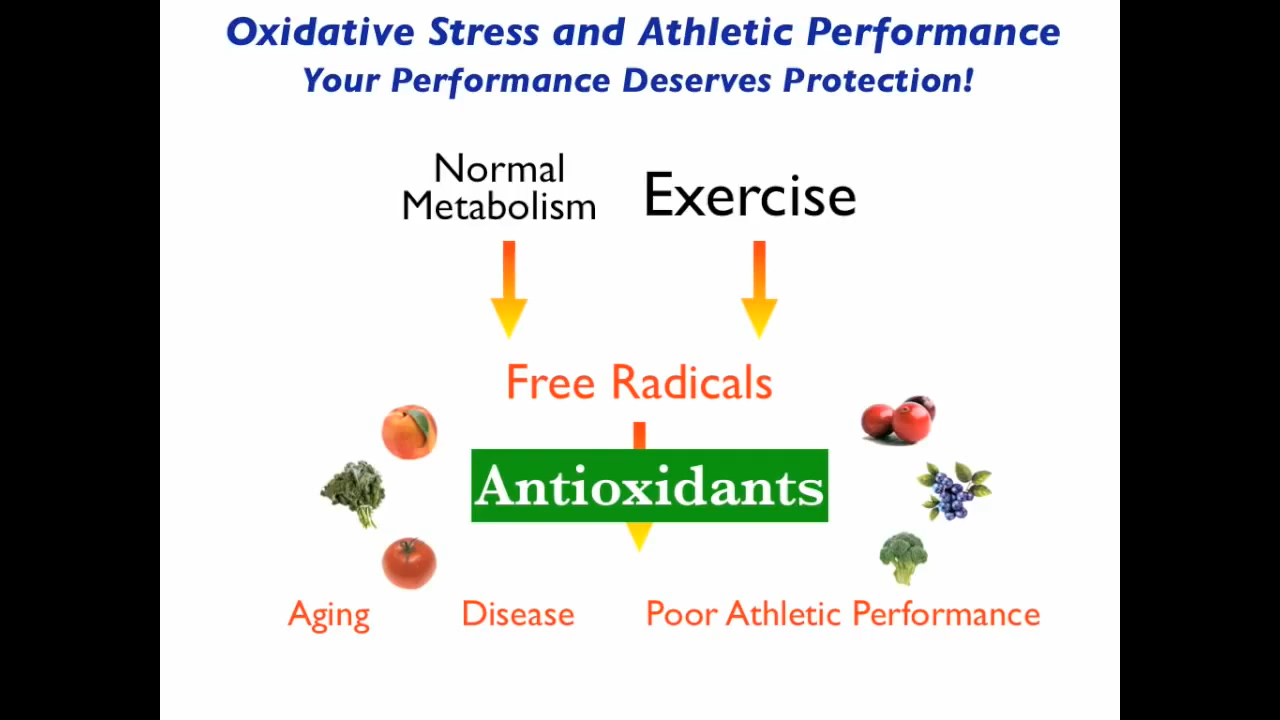 Oxidative Stress and Athletic Performance
Your Performance Deserves Protection!
Normal
Metabolism
Exercise
Free Radicals
Antioxidants
Aging
Disease
Poor Athletic Performance